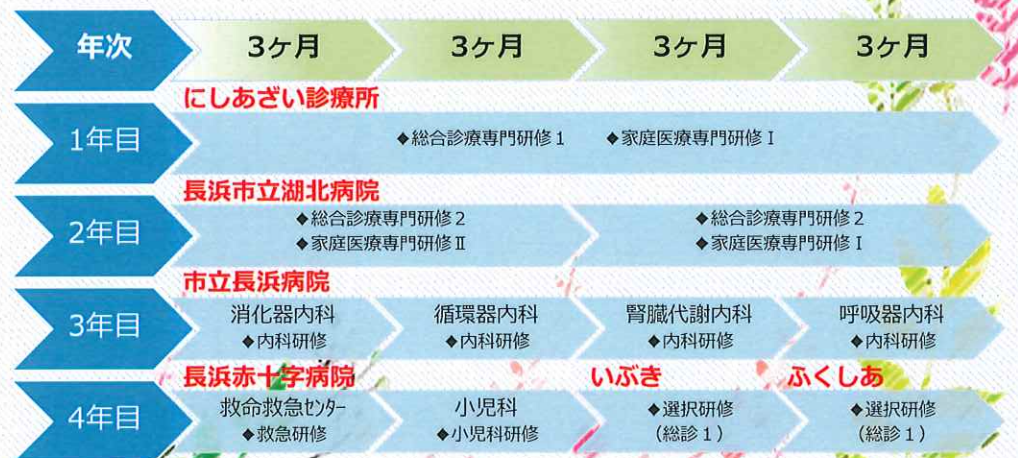 年次
3ヶ月
3ヶ月
3ヶ月
3ヶ月
にしあざい診療所
1年目
◆総合診療専門研修1 ◆家庭医療専門研修Ⅰ
長浜市立湖北病院
2年目
◆総合診療専門研修2
◆家庭医療専門研修Ⅱ
◆総合診療専門研修2
◆家庭医療専門研修Ⅰ
市立長浜病院
3年目
消化器内科
◆内科研修
循環器内科
◆内科研修
腎臓代謝内科
◆内科研修
呼吸器内科
◆内科研修
長浜赤十字病院
いぶき
ふくしあ
4年目
救命救急センター
◆救急研修
小児科
◆小児科研修
◆選択研修
(総診1)
◆選択研修
(総診1)